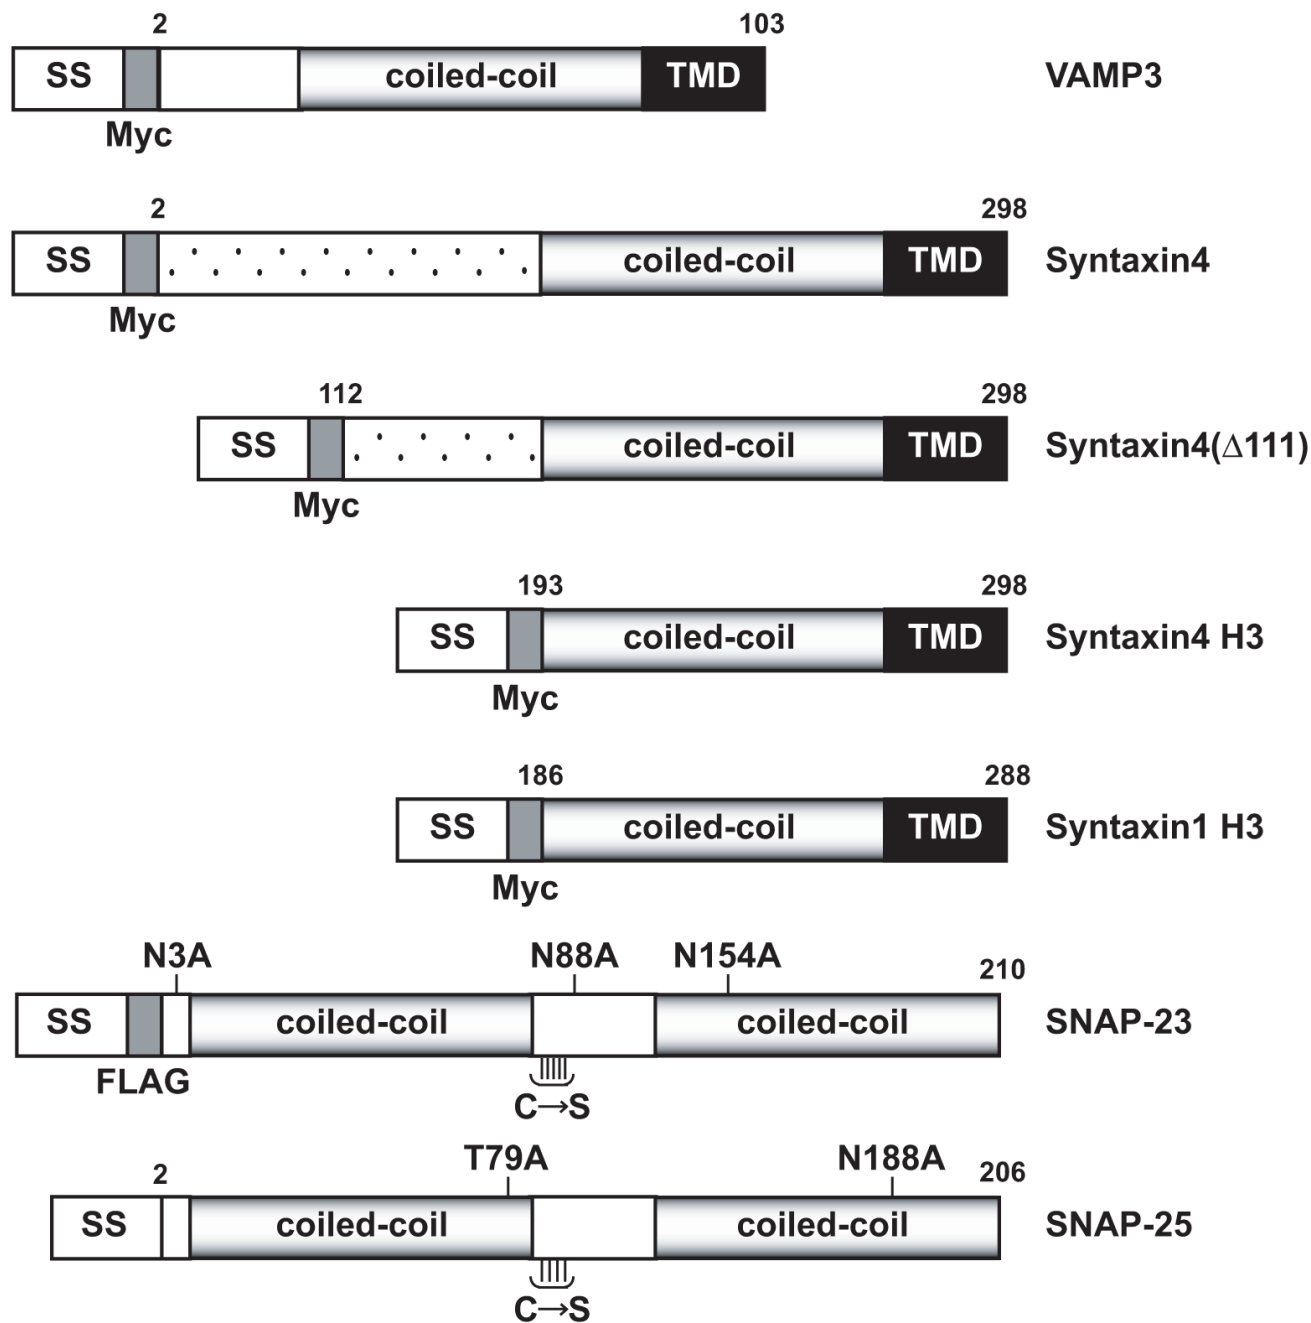 2 103
SS coiled-coil TMD VAMP3
Myc
2 298
SS coiled-coil TMD Syntaxin4
Myc
112 298
SS coiled-coil TMD Syntaxin4(Δ111)
Myc
193 298
SS coiled-coil TMD Syntaxin4 H3
Myc
186 288
SS coiled-coil TMD Syntaxin1 H3
Myc
N3A N88A N154A 210
SS coiled-coil coiled-coil SNAP-23
FLAG
C→S
2 T79A N188A 206
SS coiled-coil coiled-coil SNAP-25
C→S